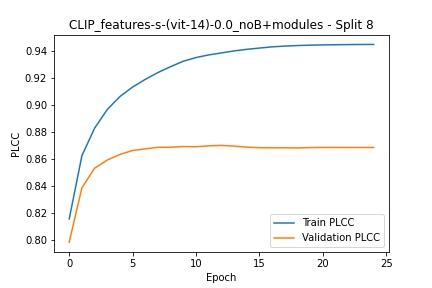 CLIP_features-s-(vit-14)-0.0_noB+modules - Split 8
PLCC
0.94
0.92
0.90
0.88
0.86
0.84
0.82
0.80
Train PLCC
Validation PLCC
0 5 10 15 20 25
Epoch